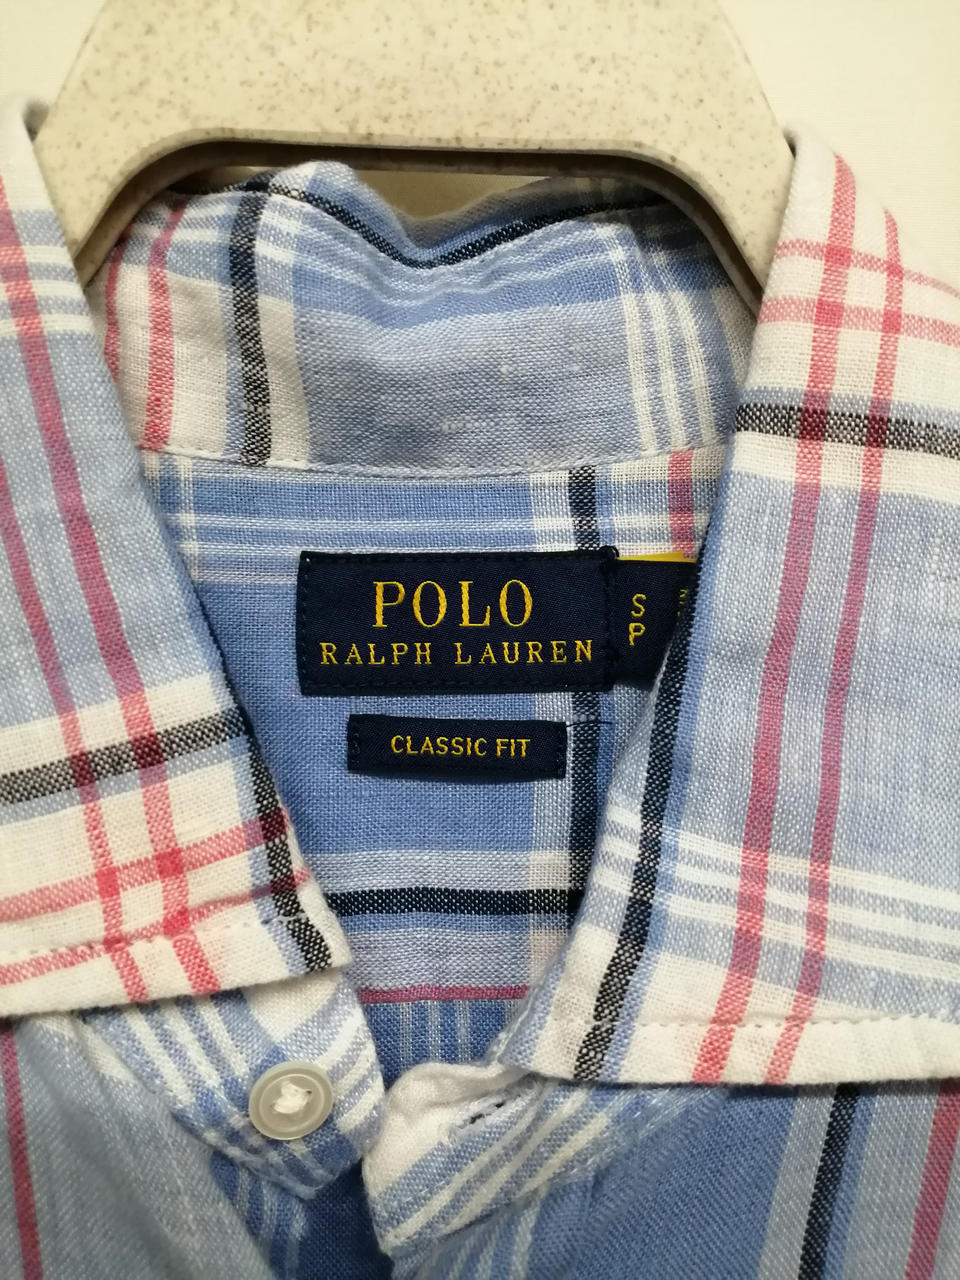 POLO
RALPH LAUREN
S
P
CLASSIC FIT